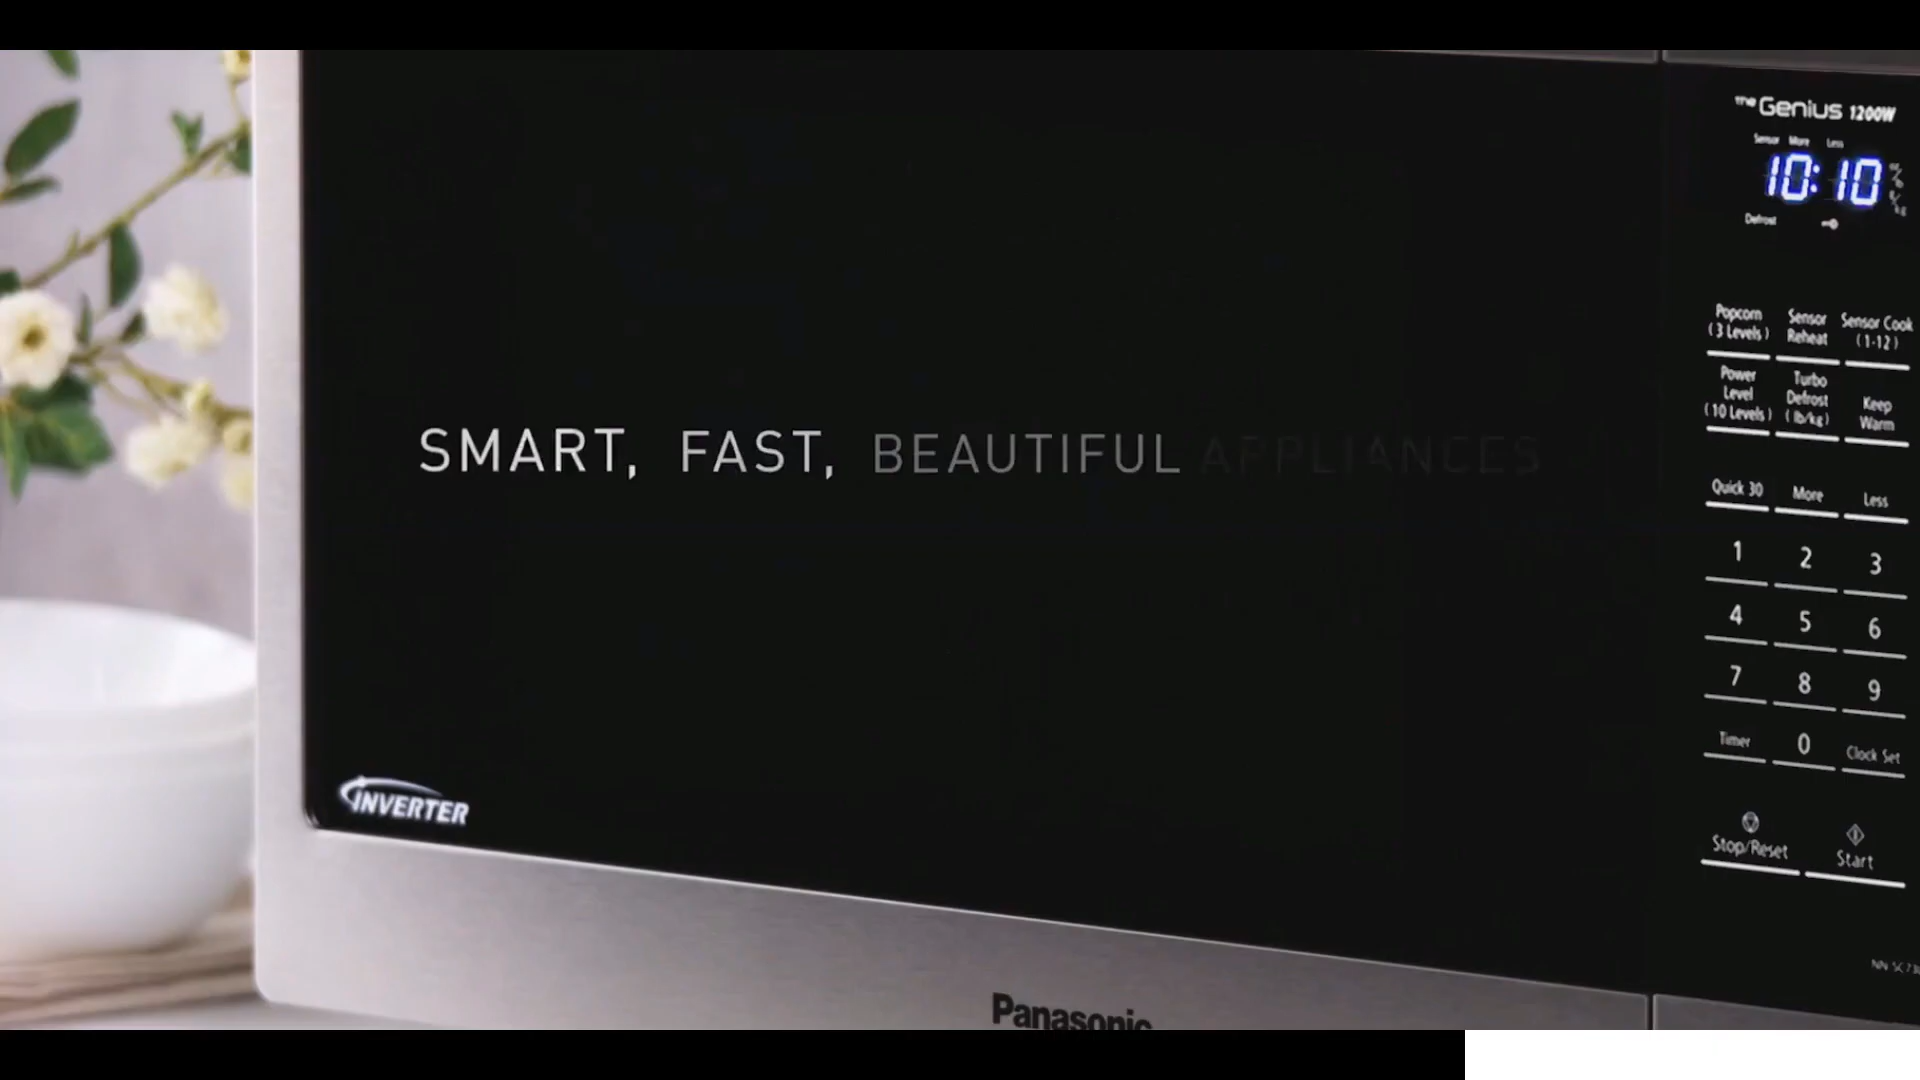 The Genius 1200W
Sensor More Less
10:10
Defrost
Popcorn (3 Levels)
Sensor Reheat
Sensor Cook (1-12)
Power Level (10 Levels)
Turbo Defrost (lb/kg)
Keep Warm
SMART, FAST, BEAUTIFUL APPLIANCES
Quick 30 More Less
1 2 3
4 5 6
7 8 9
Timer 0 Clock Set
INVERTER
Stop/Reset Start
Panasonic